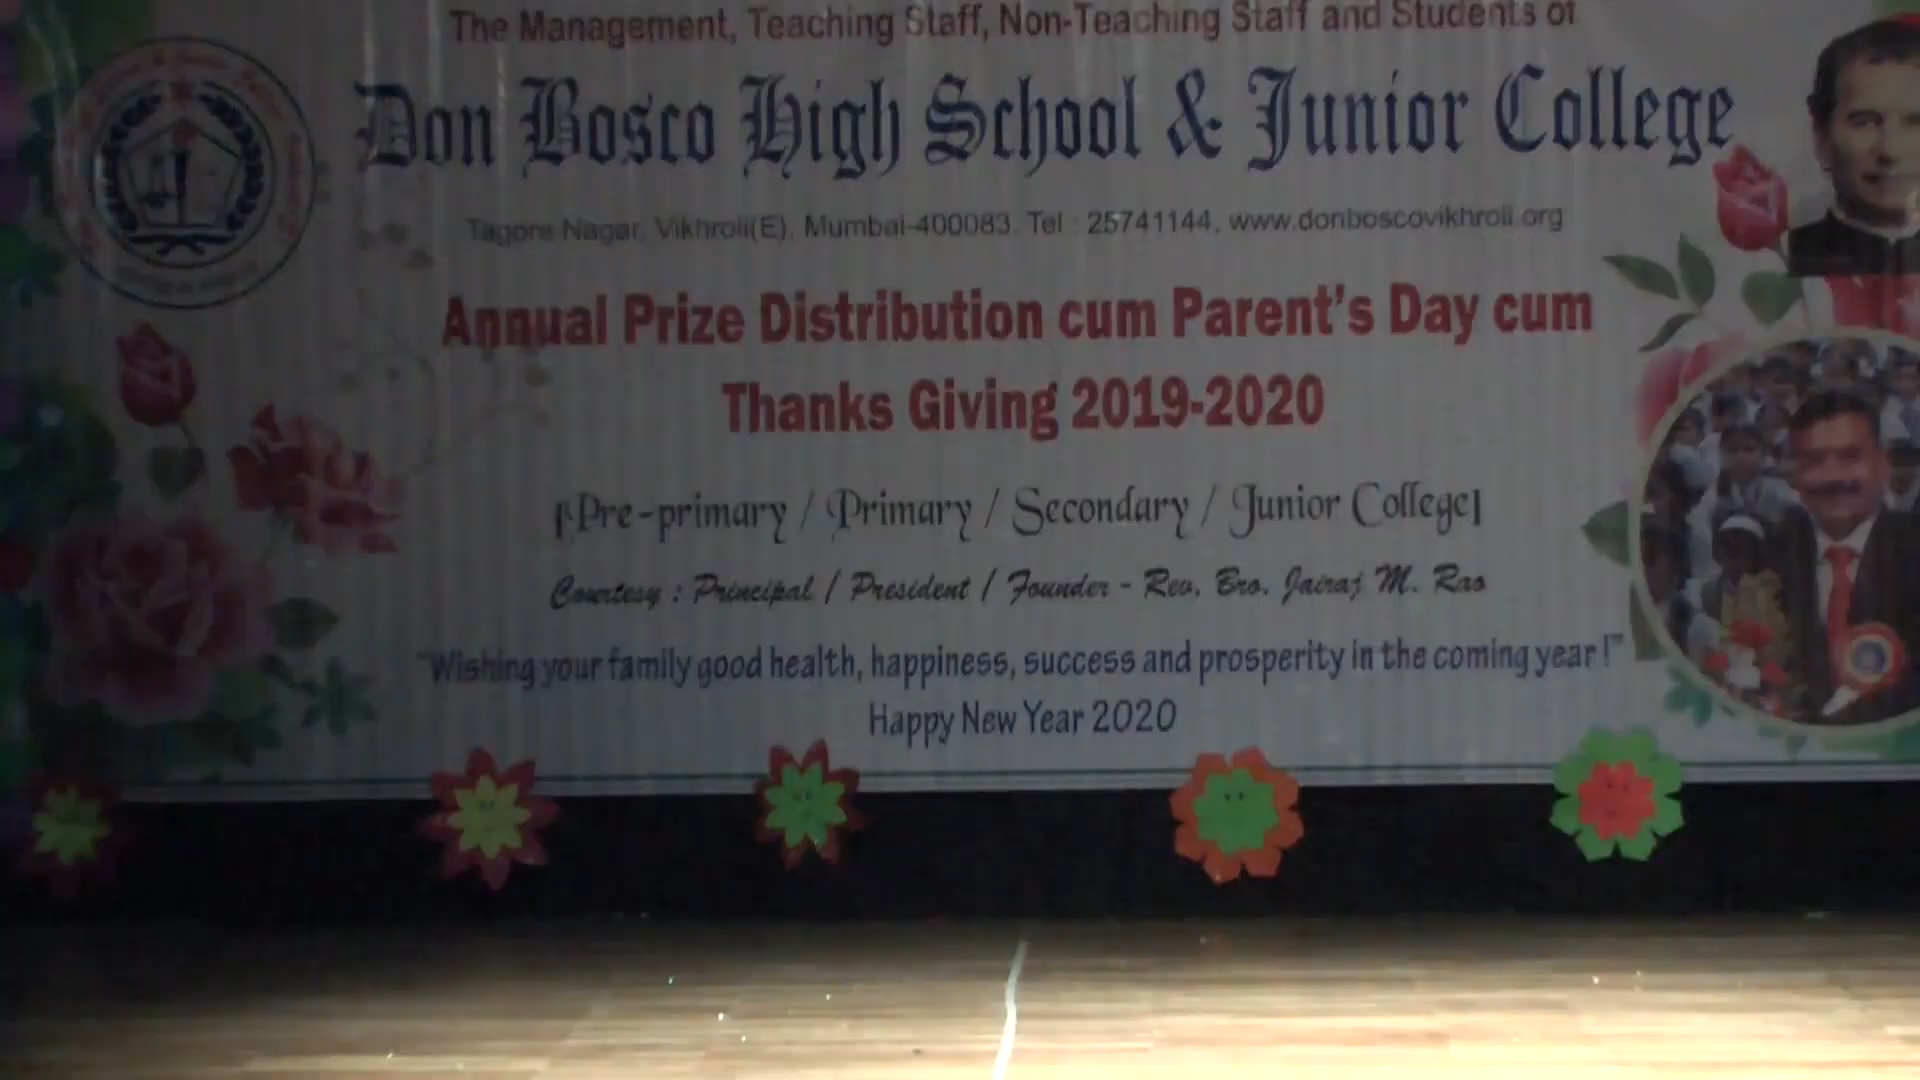 The Management, Teaching Staff, Non-Teaching Staff and Students of
Don Bosco High School & Junior College
Tagore Nagar, Vikhroli(E), Mumbai-400083. Tel : 25741144, www.donboscovikhroli.org
Annual Prize Distribution cum Parent's Day cum
Thanks Giving 2019-2020
[Pre-primary / Primary / Secondary / Junior College]
Courtesy : Principal / President / Founder - Rev. Bro. Jairaj M. Rao
"Wishing your family good health, happiness, success and prosperity in the coming year !"
Happy New Year 2020